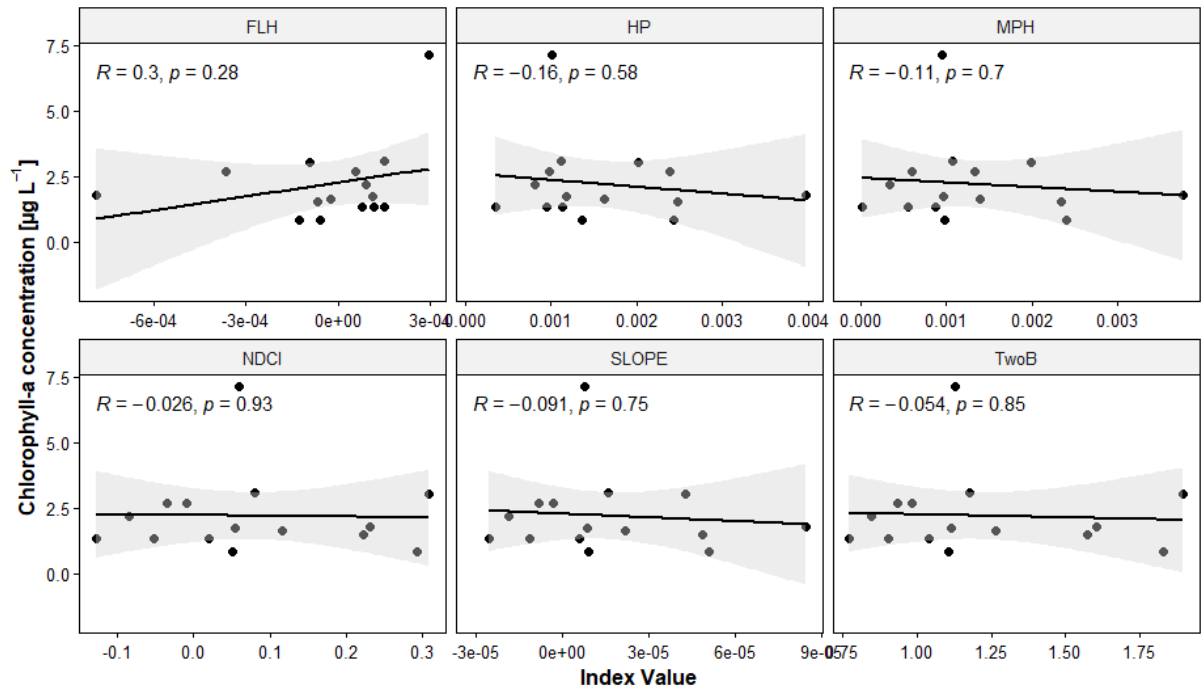 FLH HP MPH
7.5
R = 0.3, p = 0.28 R = −0.16, p = 0.58 R = −0.11, p = 0.7
5.0
2.5
0.0
-6e-04 -3e-04 0e+00 3e-04 0.000 0.001 0.002 0.003 0.004 0.000 0.001 0.002 0.003
NDCI SLOPE TwoB
7.5
R = −0.026, p = 0.93 R = −0.091, p = 0.75 R = −0.054, p = 0.85
5.0
2.5
0.0
-0.1 0.0 0.1 0.2 0.3 -3e-05 0e+00 3e-05 6e-05 9e-05 0.75 1.00 1.25 1.50 1.75
Chlorophyll-a concentration [µg L⁻¹]
Index Value